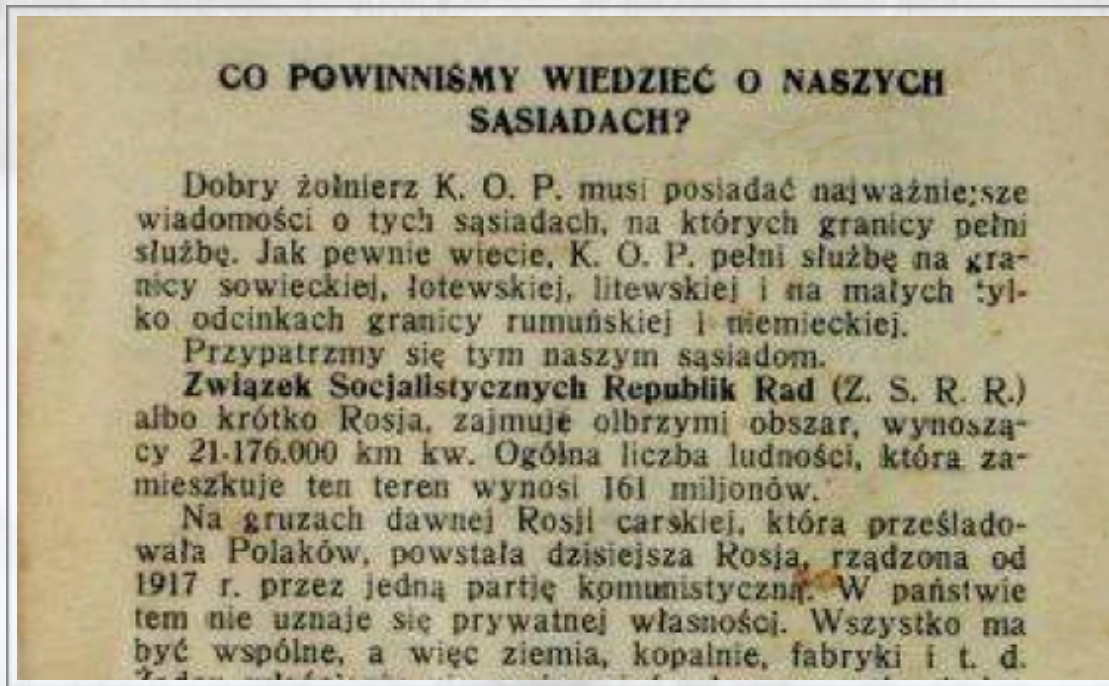 CO POWINNIŚMY WIEDZIEĆ O NASZYCH
SĄSIADACH?
Dobry żołnierz K. O. P. musi posiadać najważniejsze
wiadomości o tych sąsiadach, na których granicy pełni
służbę. Jak pewnie wiecie, K. O. P. pełni służbę na gra-
nicy sowieckiej, łotewskiej, litewskiej i na małych tyl-
ko odcinkach granicy rumuńskiej i niemieckiej.
Przypatrzmy się tym naszym sąsiadom.
Związek Socjalistycznych Republik Rad (Z. S. R. R.)
albo krótko Rosja, zajmuje olbrzymi obszar, wynoszą-
cy 21.176.000 km kw. Ogólna liczba ludności, która za-
mieszkuje ten teren wynosi 161 miljonów.
Na gruzach dawnej Rosji carskiej, która prześlado-
wała Polaków, powstała dzisiejsza Rosja, rządzona od
1917 r. przez jedną partję komunistyczną. W państwie
tem nie uznaje się prywatnej własności. Wszystko ma
być wspólne, a więc ziemia, kopalnie, fabryki i t. d.